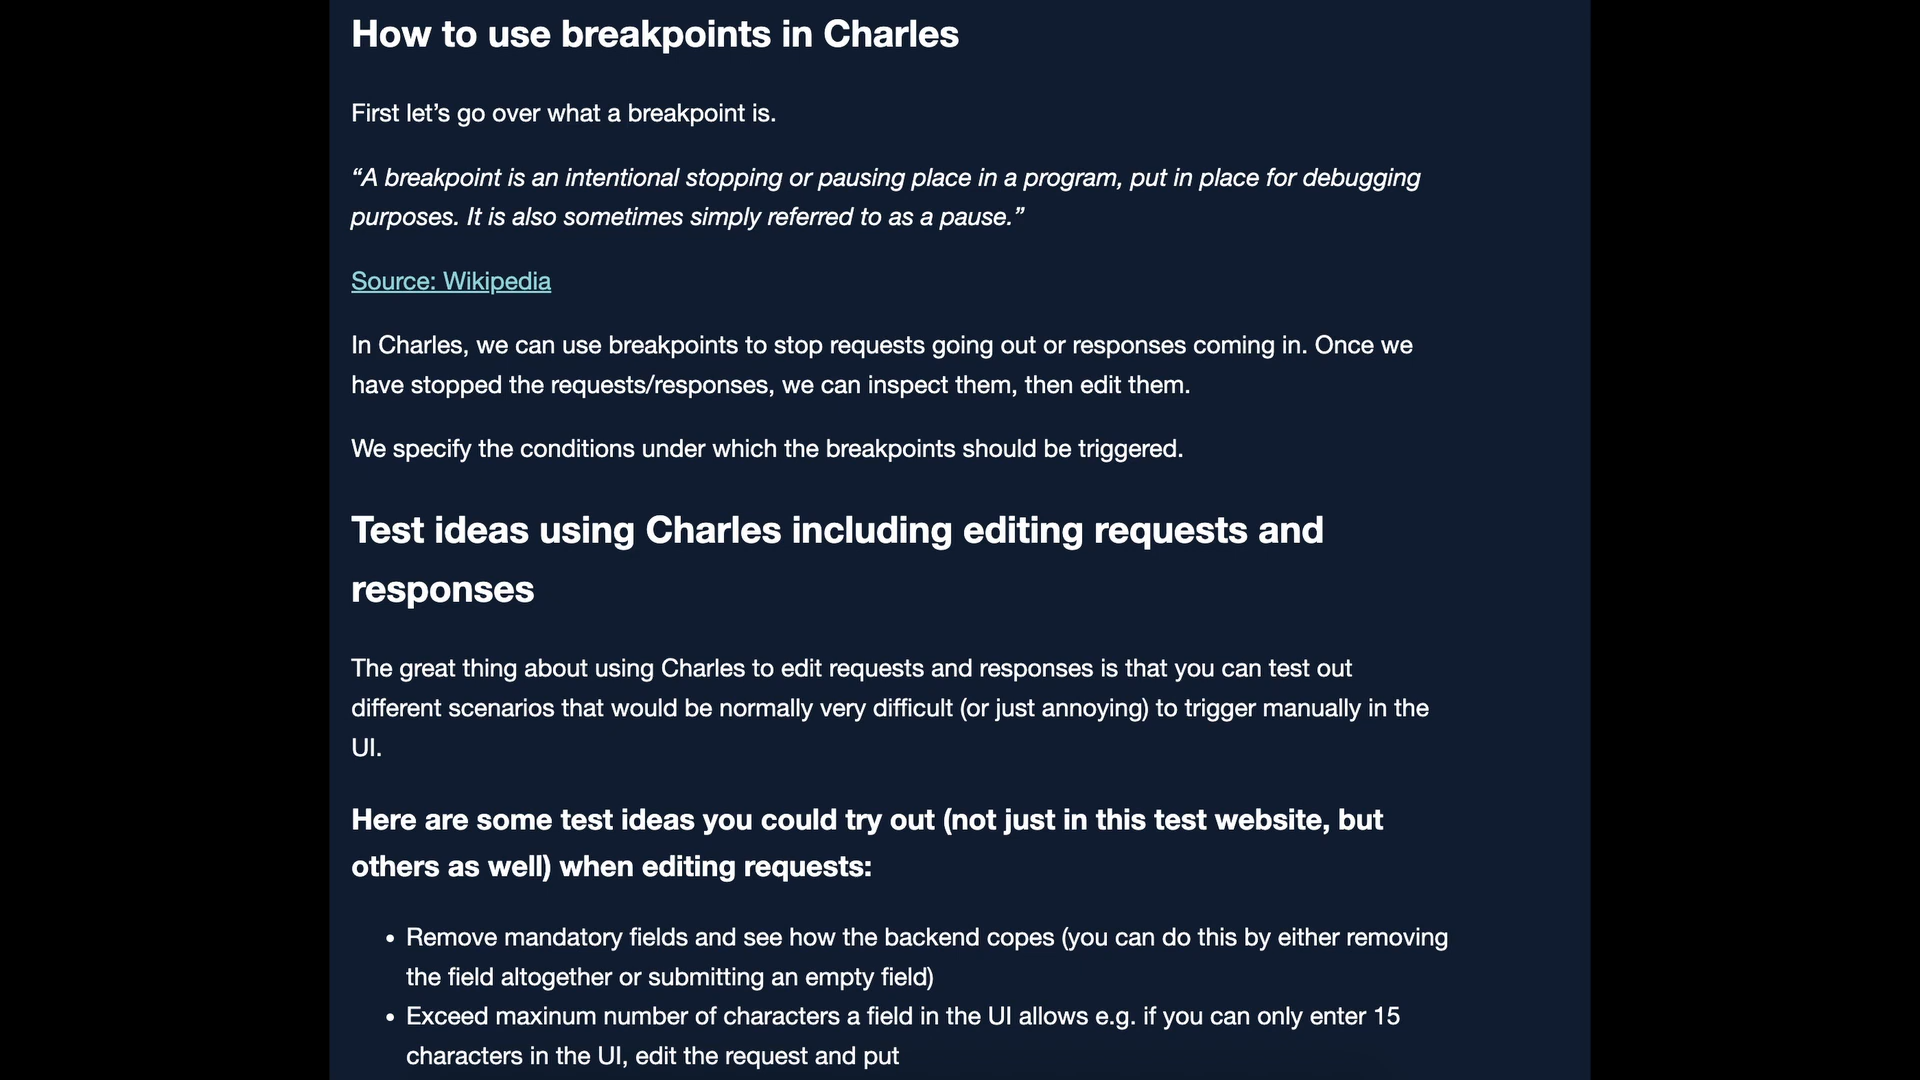 How to use breakpoints in Charles
First let’s go over what a breakpoint is.
“A breakpoint is an intentional stopping or pausing place in a program, put in place for debugging
purposes. It is also sometimes simply referred to as a pause.”
Source: Wikipedia
In Charles, we can use breakpoints to stop requests going out or responses coming in. Once we
have stopped the requests/responses, we can inspect them, then edit them.
We specify the conditions under which the breakpoints should be triggered.
Test ideas using Charles including editing requests and
responses
The great thing about using Charles to edit requests and responses is that you can test out
different scenarios that would be normally very difficult (or just annoying) to trigger manually in the
UI.
Here are some test ideas you could try out (not just in this test website, but
others as well) when editing requests:
• Remove mandatory fields and see how the backend copes (you can do this by either removing
the field altogether or submitting an empty field)
• Exceed maxinum number of characters a field in the UI allows e.g. if you can only enter 15
characters in the UI, edit the request and put